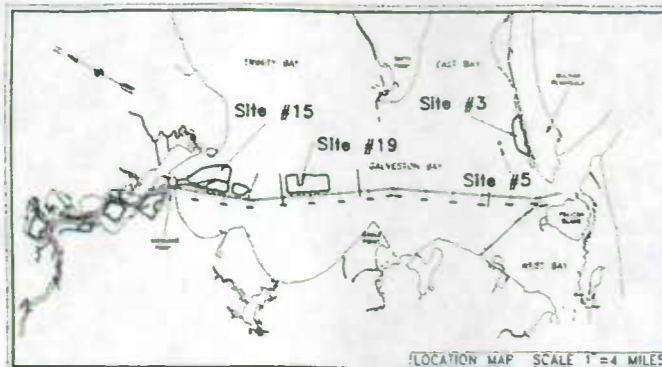 TRINITY BAY
EAST BAY
Site #15
Site #3
Site #19
GALVESTON BAY
Site #5
WEST BAY
LOCATION MAP SCALE 1"=4 MILES